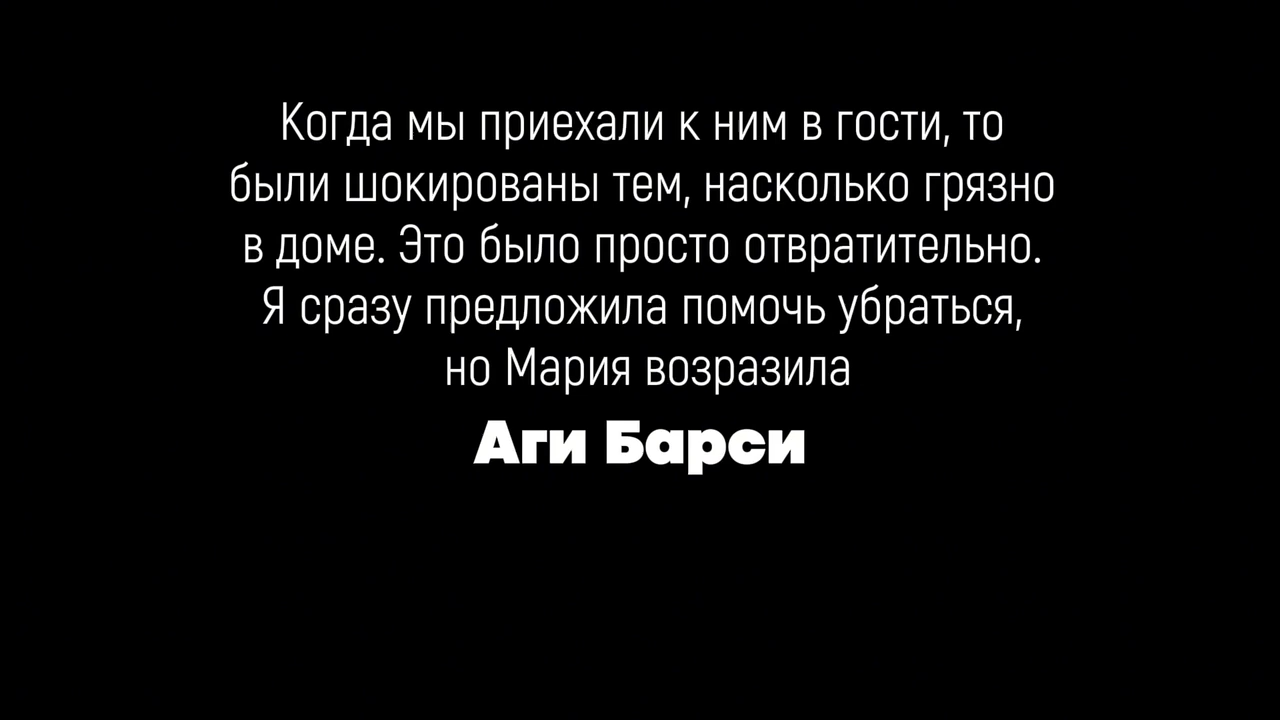 Когда мы приехали к ним в гости, то
были шокированы тем, насколько грязно
в доме. Это было просто отвратительно.
Я сразу предложила помочь убраться,
но Мария возразила
Аги Барси